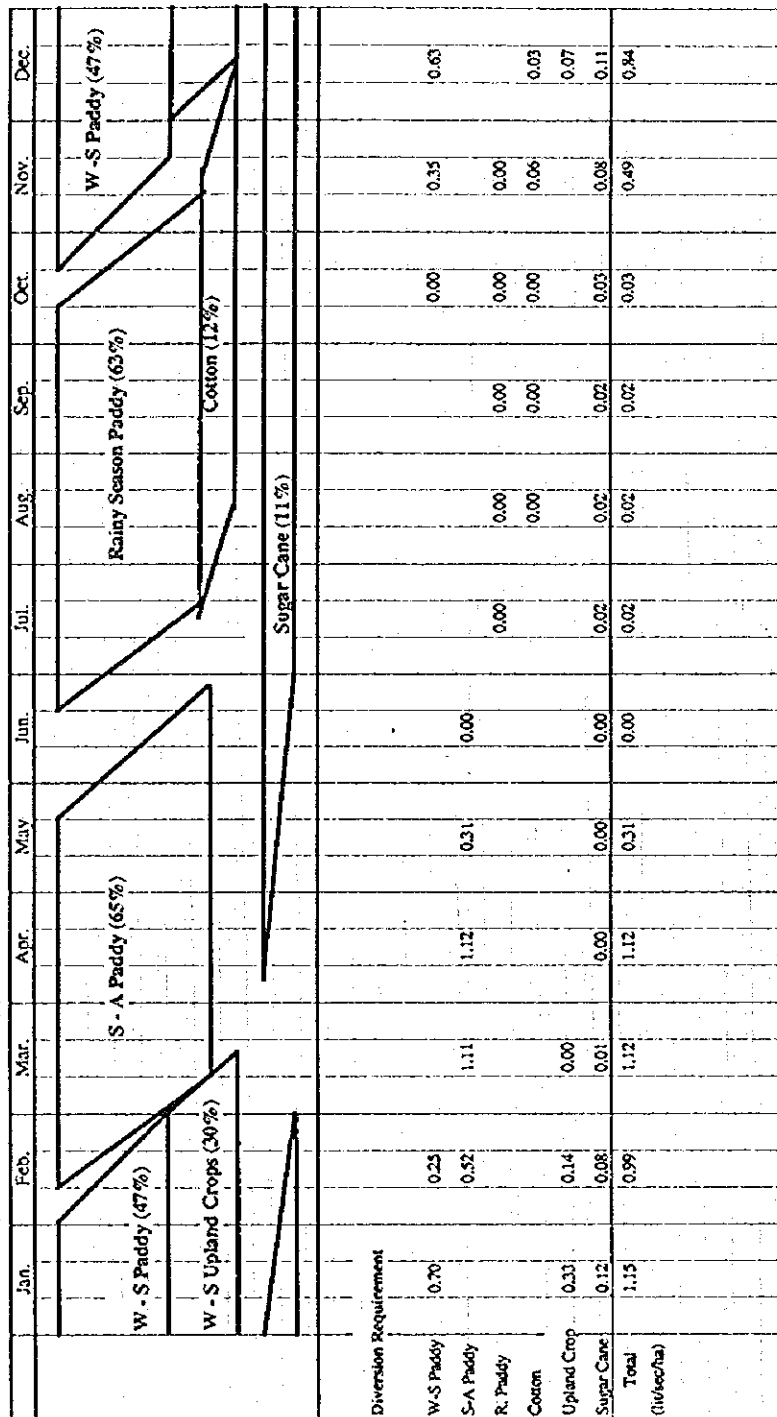 Jan. Feb. Mar. Apr. May Jun. Jul. Aug. Sep. Oct. Nov. Dec.
W - S Paddy (47%)
S - A Paddy (65%)
Rainy Season Paddy (63%)
W - S Paddy (47%)
W - S Upland Crops (30%)
Cotton (12%)
Sugar Cane (11%)
Diversion Requirement
W-S Paddy 0.70 0.25 0.00 0.35 0.63
S-A Paddy 0.52 1.11 1.12 0.31 0.00
R. Paddy 0.00 0.00 0.00 0.00 0.00
Cotton 0.00 0.00 0.00 0.06 0.03
Upland Crop 0.33 0.14 0.00 0.07
Sugar Cane 0.12 0.08 0.01 0.00 0.00 0.00 0.02 0.02 0.02 0.03 0.08 0.11
Total 1.15 0.99 1.12 1.12 0.31 0.00 0.02 0.02 0.02 0.03 0.49 0.84
(lit/sec/ha)